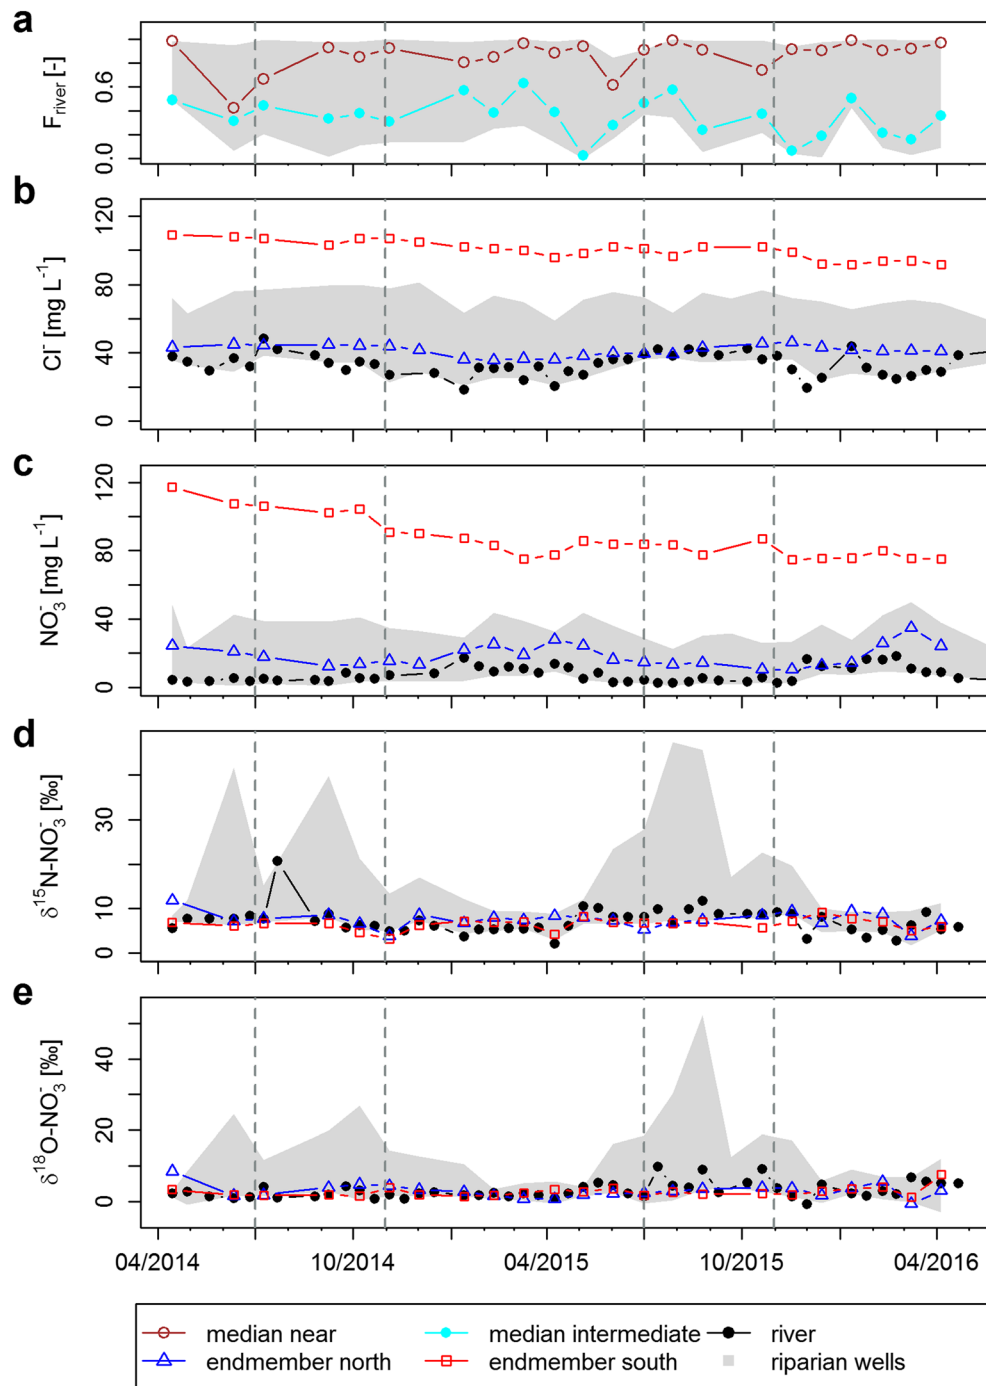 a
F_river [-]
0.6
0.0
b
Cl⁻ [mg L⁻¹]
120
80
40
0
c
NO₃⁻ [mg L⁻¹]
120
80
40
0
d
δ¹⁵N-NO₃⁻ [‰]
30
10
0
e
δ¹⁸O-NO₃⁻ [‰]
40
20
0
04/2014 10/2014 04/2015 10/2015 04/2016
median near median intermediate river
endmember north endmember south riparian wells